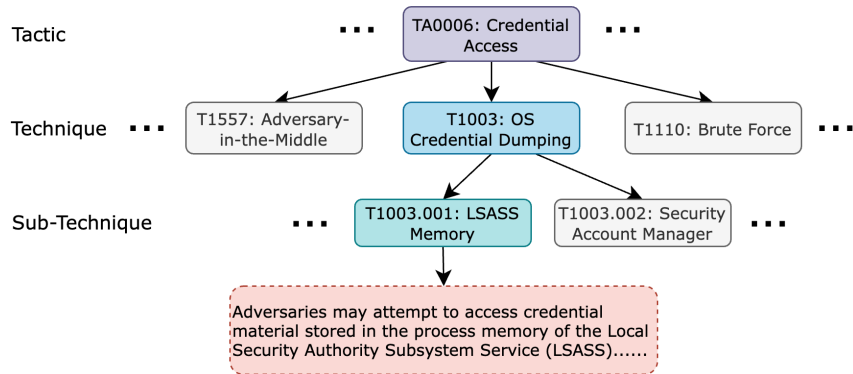 Tactic
••• TA0006: Credential •••
Access
Technique ••• T1557: Adversary-
in-the-Middle
T1003: OS
Credential Dumping
T1110: Brute Force •••
Sub-Technique
••• T1003.001: LSASS
Memory
T1003.002: Security
Account Manager •••
Adversaries may attempt to access credential
material stored in the process memory of the Local
Security Authority Subsystem Service (LSASS)......